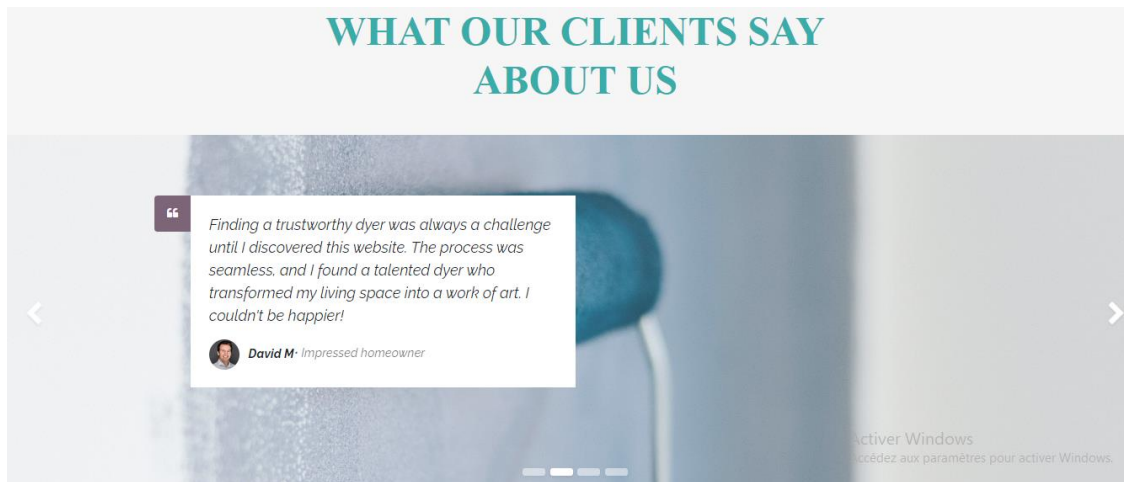 WHAT OUR CLIENTS SAY
ABOUT US
❝
Finding a trustworthy dyer was always a challenge
until I discovered this website. The process was
seamless, and I found a talented dyer who
transformed my living space into a work of art. I
couldn't be happier!
David M· Impressed homeowner
Activer Windows
Accédez aux paramètres pour activer Windows.